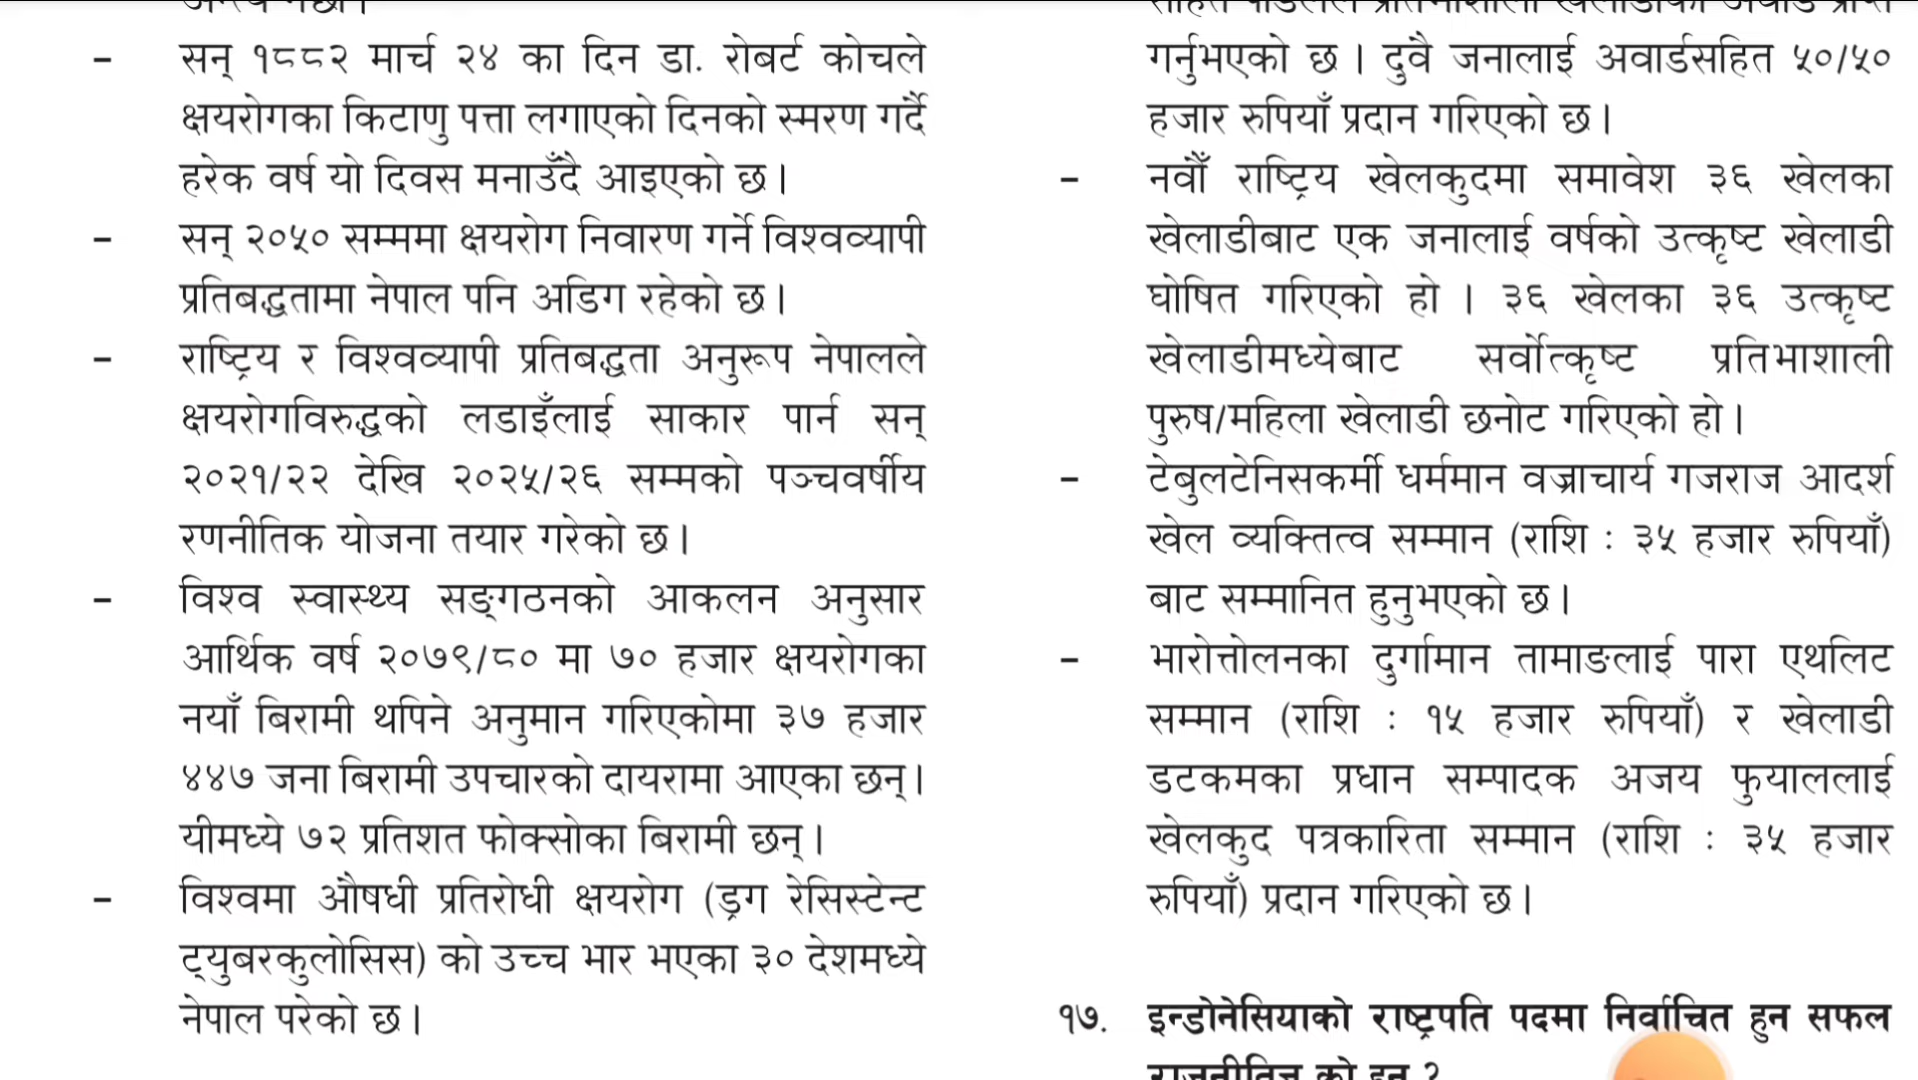 - सन् १८८२ मार्च २४ का दिन डा. रोबर्ट कोचले
क्षयरोगका किटाणु पत्ता लगाएको दिनको स्मरण गर्दै
हरेक वर्ष यो दिवस मनाउँदै आइएको छ।
- सन् २०५० सम्ममा क्षयरोग निवारण गर्ने विश्वव्यापी
प्रतिबद्धतामा नेपाल पनि अडिग रहेको छ।
- राष्ट्रिय र विश्वव्यापी प्रतिबद्धता अनुरूप नेपालले
क्षयरोगविरुद्धको लडाइँलाई साकार पार्न सन्
२०२१/२२ देखि २०२५/२६ सम्मको पञ्चवर्षीय
रणनीतिक योजना तयार गरेको छ।
- विश्व स्वास्थ्य सङ्गठनको आकलन अनुसार
आर्थिक वर्ष २०७९/८० मा ७० हजार क्षयरोगका
नयाँ बिरामी थपिने अनुमान गरिएकोमा ३७ हजार
४४७ जना बिरामी उपचारको दायरामा आएका छन्।
यीमध्ये ७२ प्रतिशत फोक्सोका बिरामी छन्।
- विश्वमा औषधी प्रतिरोधी क्षयरोग (ड्रग रेसिस्टेन्ट
ट्युबरकुलोसिस) को उच्च भार भएका ३० देशमध्ये
नेपाल परेको छ।
गर्नुभएको छ। दुवै जनालाई अवार्डसहित ५०/५०
हजार रुपियाँ प्रदान गरिएको छ।
- नवौँ राष्ट्रिय खेलकुदमा समावेश ३६ खेलका
खेलाडीबाट एक जनालाई वर्षको उत्कृष्ट खेलाडी
घोषित गरिएको हो । ३६ खेलका ३६ उत्कृष्ट
खेलाडीमध्येबाट सर्वोत्कृष्ट प्रतिभाशाली
पुरुष/महिला खेलाडी छनोट गरिएको हो।
- टेबुलटेनिसकर्मी धर्ममान वज्राचार्य गजराज आदर्श
खेल व्यक्तित्व सम्मान (राशि : ३५ हजार रुपियाँ)
बाट सम्मानित हुनुभएको छ।
- भारोत्तोलनका दुर्गामान तामाङलाई पारा एथलिट
सम्मान (राशि : १५ हजार रुपियाँ) र खेलाडी
डटकमका प्रधान सम्पादक अजय फुयाललाई
खेलकुद पत्रकारिता सम्मान (राशि : ३५ हजार
रुपियाँ) प्रदान गरिएको छ।
१७. इन्डोनेसियाको राष्ट्रपति पदमा निर्वाचित हुन सफल